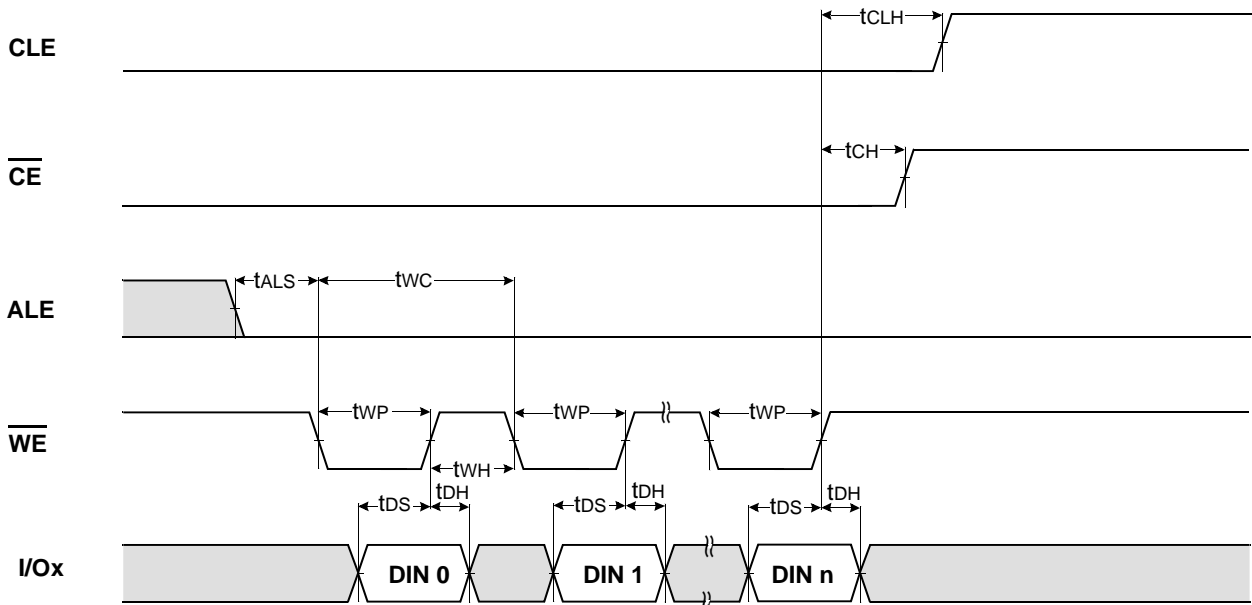 tCLH
CLE
CE
tCH
tALS
tWC
ALE
tWP
tWP
tWP
WE
tWH
tDH
tDH
tDH
tDS
tDS
tDS
I/Ox
DIN 0
DIN 1
DIN n